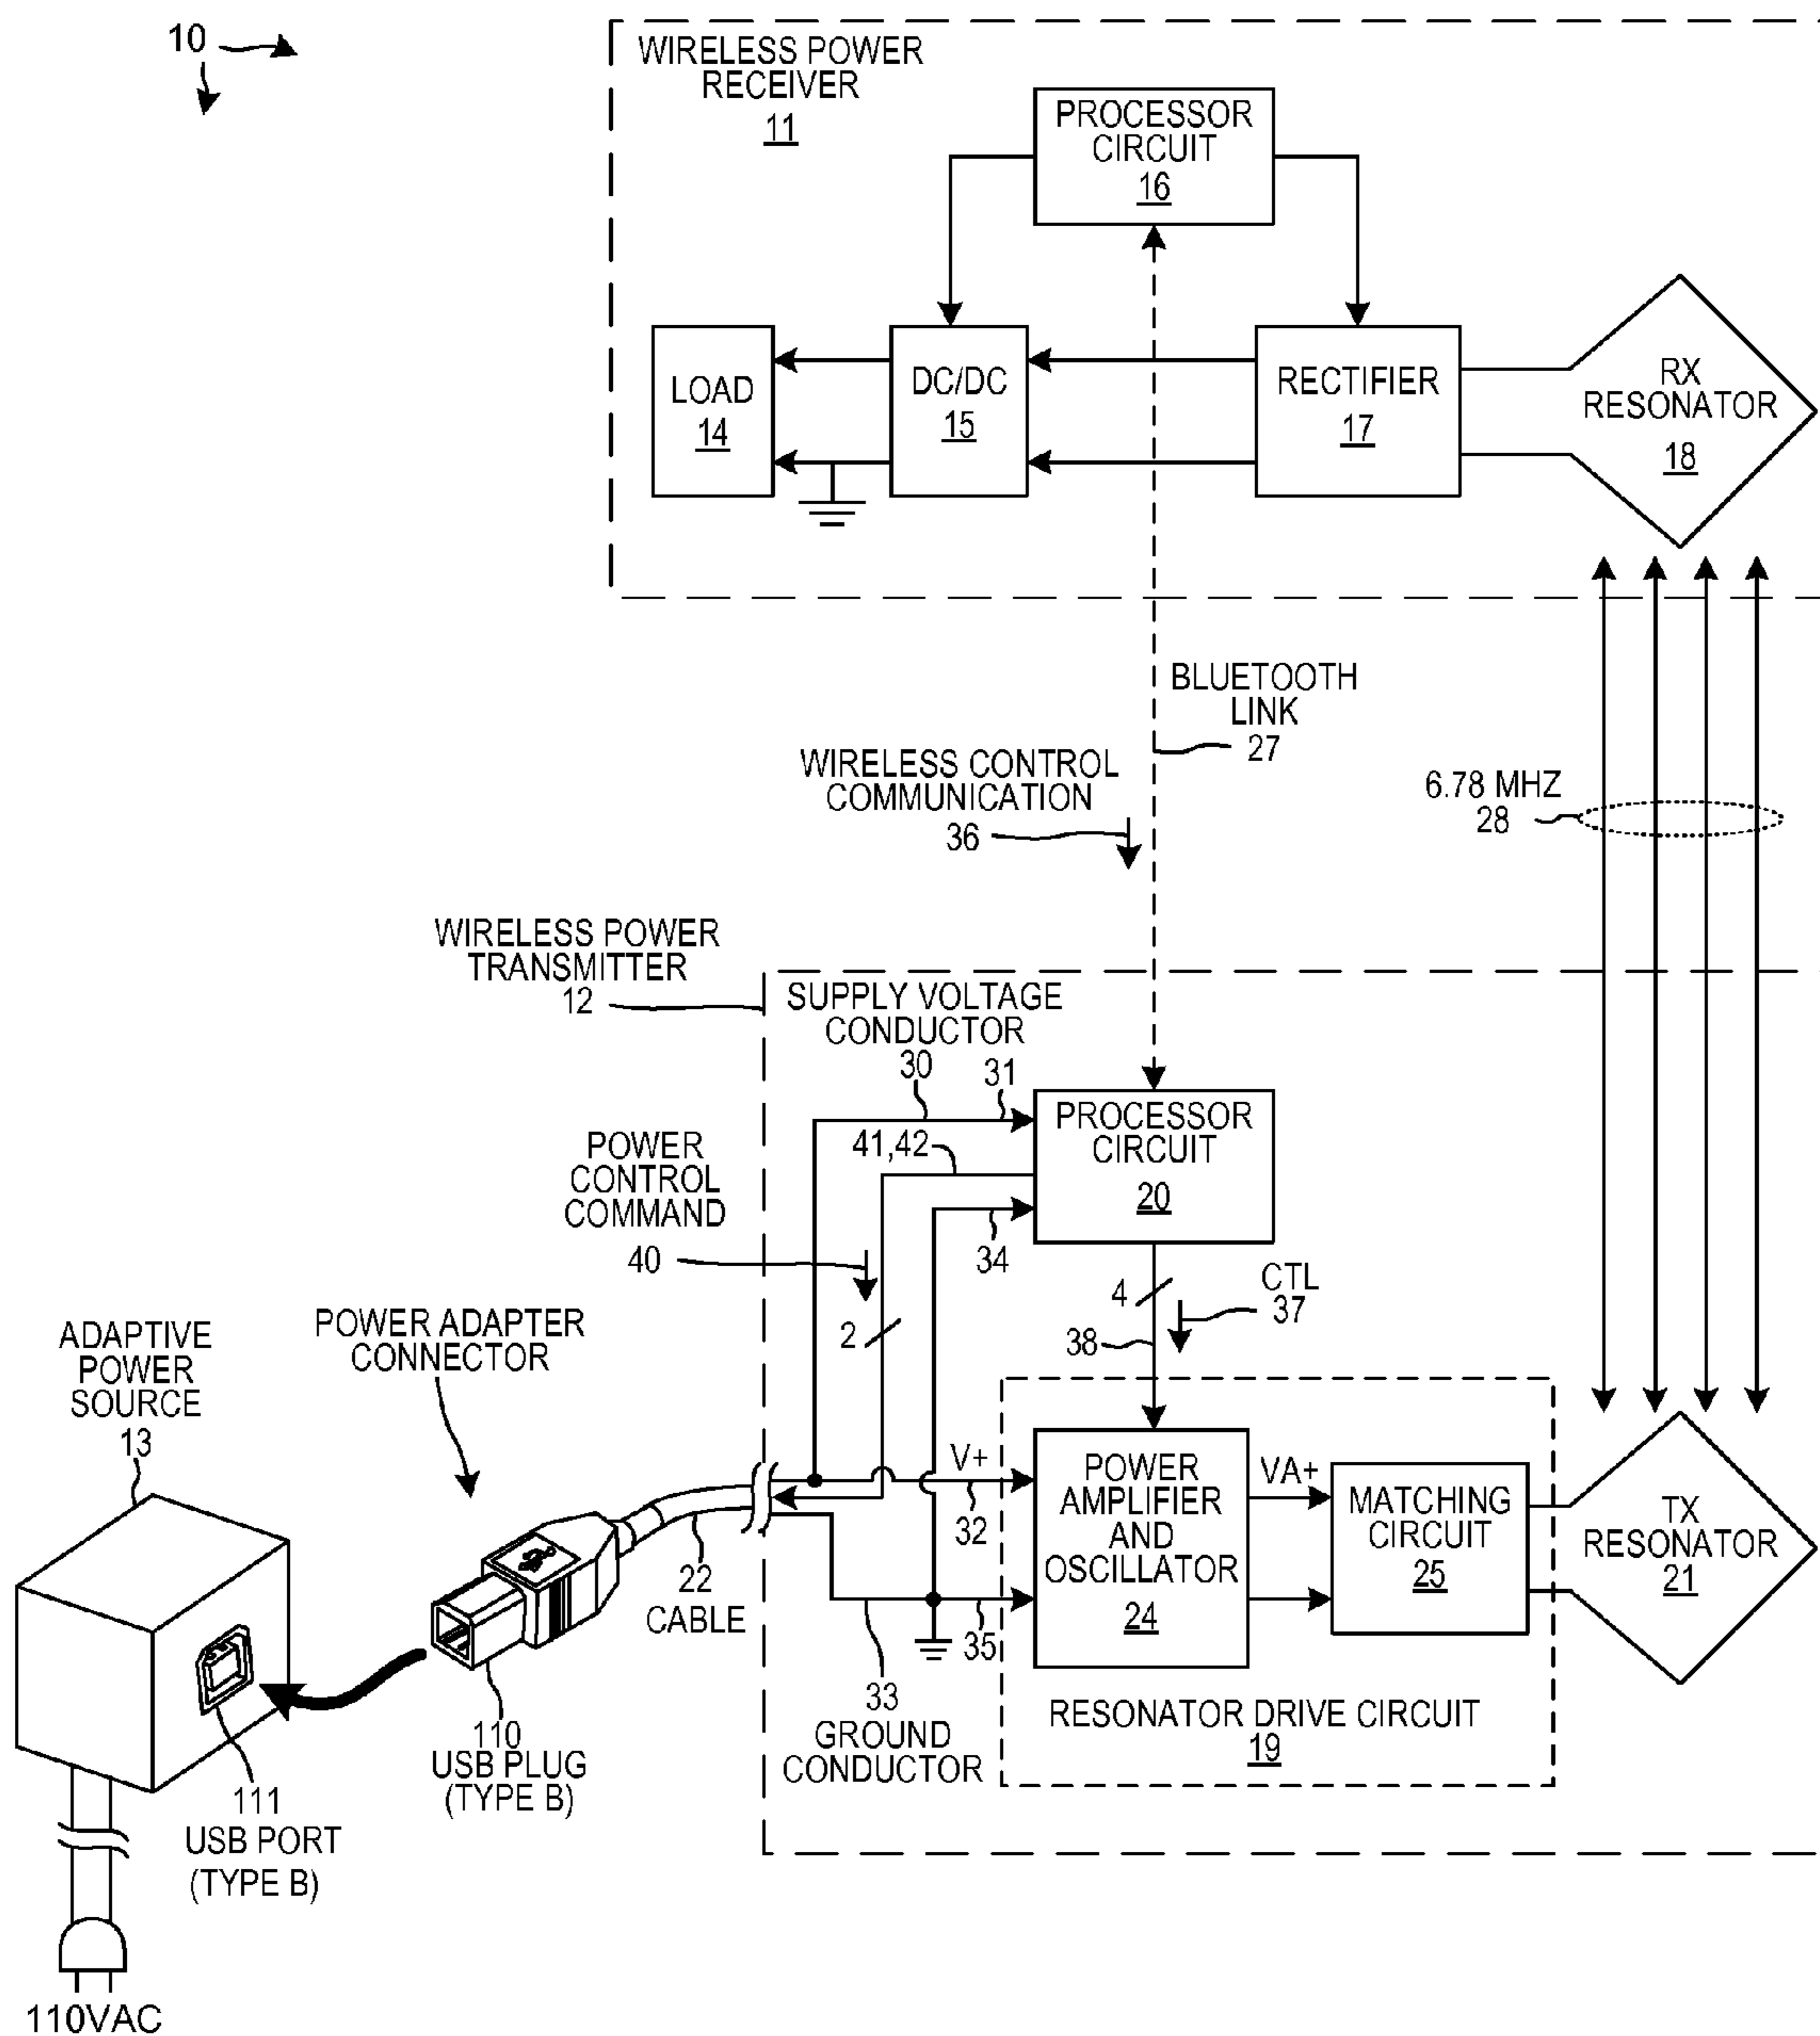 10
WIRELESS POWER
RECEIVER
11
PROCESSOR
CIRCUIT
16
LOAD
14
DC/DC
15
RECTIFIER
17
RX
RESONATOR
18
BLUETOOTH
LINK
27
WIRELESS CONTROL
COMMUNICATION
36
6.78 MHZ
28
WIRELESS POWER
TRANSMITTER
12
SUPPLY VOLTAGE
CONDUCTOR
30
31
41,42
34
PROCESSOR
CIRCUIT
20
POWER
CONTROL
COMMAND
40
2
4
CTL
37
38
ADAPTIVE
POWER
SOURCE
13
POWER ADAPTER
CONNECTOR
V+
32
POWER
AMPLIFIER
AND
OSCILLATOR
24
VA+
MATCHING
CIRCUIT
25
TX
RESONATOR
21
22
CABLE
35
33
GROUND
CONDUCTOR
RESONATOR DRIVE CIRCUIT
19
110
USB PLUG
(TYPE B)
111
USB PORT
(TYPE B)
110VAC